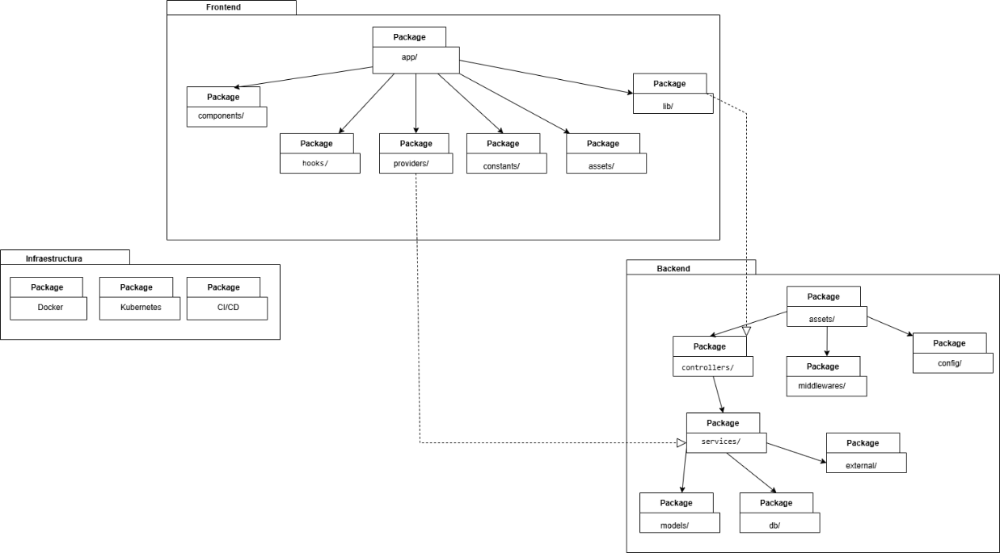 Frontend
Package
app/
Package
components/
Package
lib/
Package
hooks/
Package
providers/
Package
constants/
Package
assets/
Infraestructura
Package
Docker
Package
Kubernetes
Package
CI/CD
Backend
Package
assets/
Package
controllers/
Package
middlewares/
Package
config/
Package
services/
Package
external/
Package
models/
Package
db/